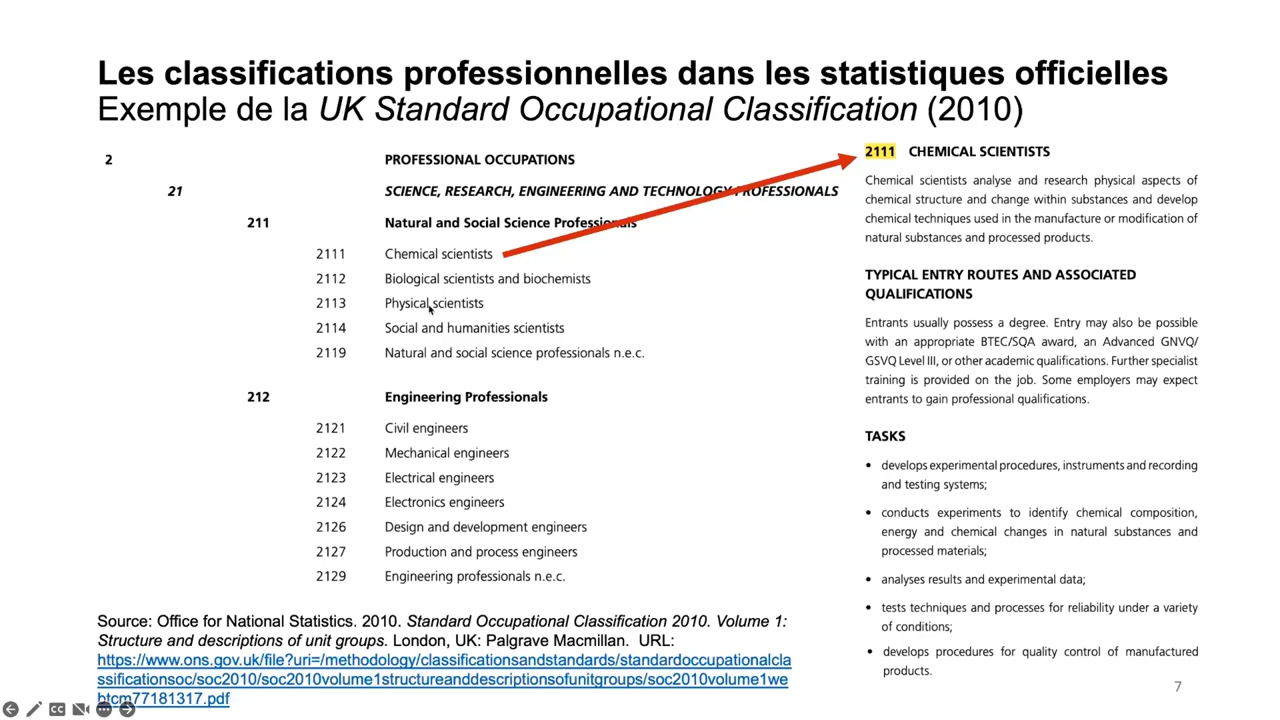 Les classifications professionnelles dans les statistiques officielles
Exemple de la UK Standard Occupational Classification (2010)
2 PROFESSIONAL OCCUPATIONS
21 SCIENCE, RESEARCH, ENGINEERING AND TECHNOLOGY PROFESSIONALS
211 Natural and Social Science Professionals
2111 Chemical scientists
2112 Biological scientists and biochemists
2113 Physical scientists
2114 Social and humanities scientists
2119 Natural and social science professionals n.e.c.
212 Engineering Professionals
2121 Civil engineers
2122 Mechanical engineers
2123 Electrical engineers
2124 Electronics engineers
2126 Design and development engineers
2127 Production and process engineers
2129 Engineering professionals n.e.c.
2111 CHEMICAL SCIENTISTS
Chemical scientists analyse and research physical aspects of
chemical structure and change within substances and develop
chemical techniques used in the manufacture or modification of
natural substances and processed products.
TYPICAL ENTRY ROUTES AND ASSOCIATED
QUALIFICATIONS
Entrants usually possess a degree. Entry may also be possible
with an appropriate BTEC/SQA award, an Advanced GNVQ/
GSVQ Level III, or other academic qualifications. Further specialist
training is provided on the job. Some employers may expect
entrants to gain professional qualifications.
TASKS
• develops experimental procedures, instruments and recording
and testing systems;
• conducts experiments to identify chemical composition,
energy and chemical changes in natural substances and
processed materials;
• analyses results and experimental data;
• tests techniques and processes for reliability under a variety
of conditions;
• develops procedures for quality control of manufactured
products.
Source: Office for National Statistics. 2010. Standard Occupational Classification 2010. Volume 1:
Structure and descriptions of unit groups. London, UK: Palgrave Macmillan. URL:
https://www.ons.gov.uk/file?uri=/methodology/classificationsandstandards/standardoccupationalcla
ssificationsoc/soc2010/soc2010volume1structureanddescriptionsofunitgroups/soc2010volume1we
btcm77181317.pdf
7
CC